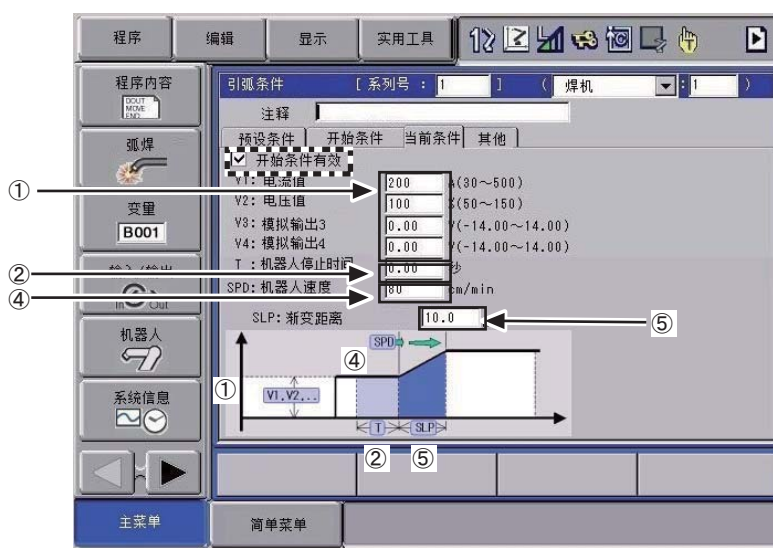 程序 编辑 显示 实用工具
程序内容
DOUT
MOVE
END
弧焊
变量
B001
输入/输出
In Out
机器人
系统信息
主菜单 简单菜单
引弧条件 [ 系列号 : 1 ] ( 焊机 : 1 )
注释
预设条件 开始条件 当前条件 其他
开始条件有效
① V1: 电流值 200 A(30～500)
V2: 电压值 100 %(50～150)
V3: 模拟输出3 0.00 V(-14.00～14.00)
V4: 模拟输出4 0.00 V(-14.00～14.00)
② T : 机器人停止时间 0.00 秒
④ SPD: 机器人速度 80 cm/min
SLP: 渐变距离 10.0 ⑤
SPD
④
① V1,V2,...
T SLP
② ⑤